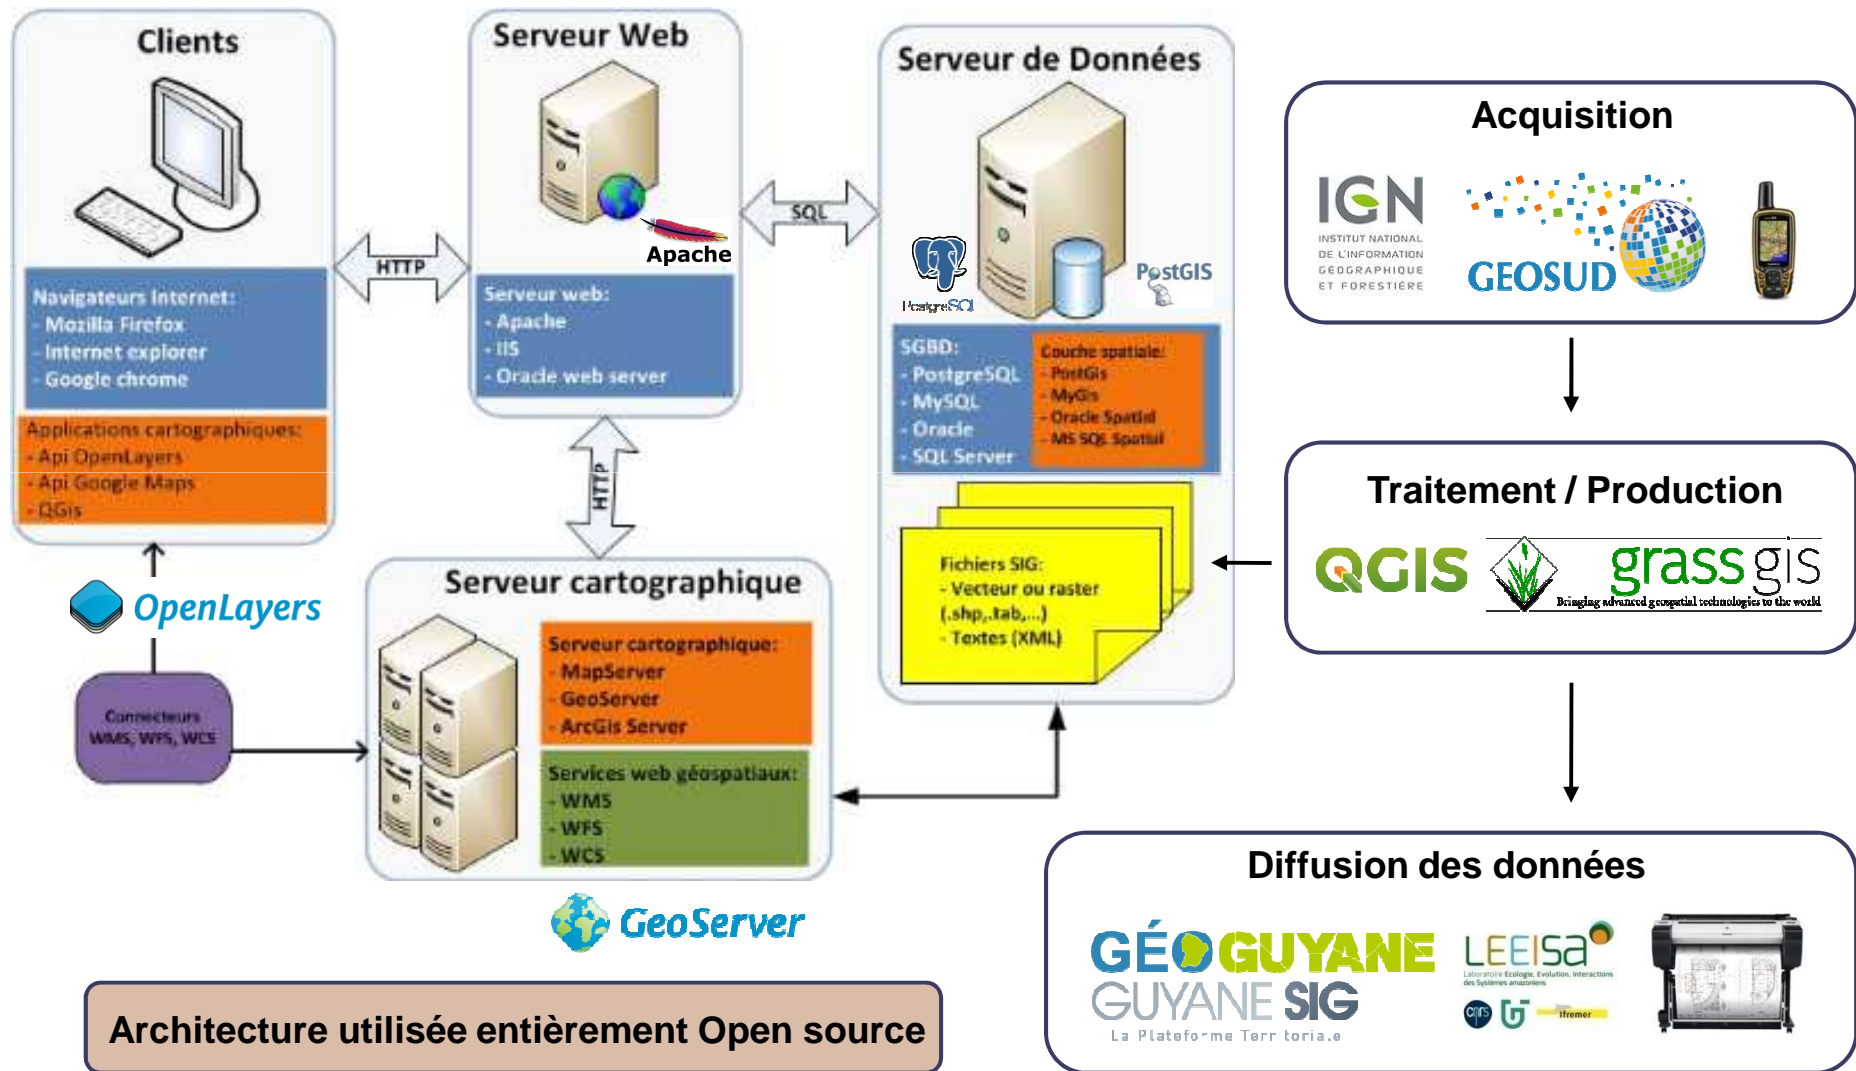 Clients
Navigateurs Internet:
- Mozilla Firefox
- Internet explorer
- Google chrome
Applications cartographiques:
- Api OpenLayers
- Api Google Maps
- QGis
HTTP
Serveur Web
Apache
Serveur web:
- Apache
- IIS
- Oracle web server
SQL
HTTP
Serveur de Données
PostgreSQL
PostGIS
SGBD:
- PostgreSQL
- MySQL
- Oracle
- SQL Server
Couche spatiale:
- PostGis
- MyGis
- Oracle Spatial
- MS SQL Spatial
Fichiers SIG:
- Vecteur ou raster
(.shp,.tab,...)
- Textes (XML)
OpenLayers
Connecteurs
WMS, WFS, WCS
Serveur cartographique
Serveur cartographique:
- MapServer
- GeoServer
- ArcGis Server
Services web géospatiaux:
- WMS
- WFS
- WCS
GeoServer
Architecture utilisée entièrement Open source
Acquisition
IGN
INSTITUT NATIONAL
DE L'INFORMATION
GÉOGRAPHIQUE
ET FORESTIÈRE
GEOSUD
Traitement / Production
QGIS
grass gis
Bringing advanced geospatial technologies to the world
Diffusion des données
GÉOGUYANE
GUYANE SIG
La Plateforme Territoriale
LEEISa
Laboratoire Ecologie, Evolution, Interactions
des Systèmes amazoniens
cnrs
Ifremer